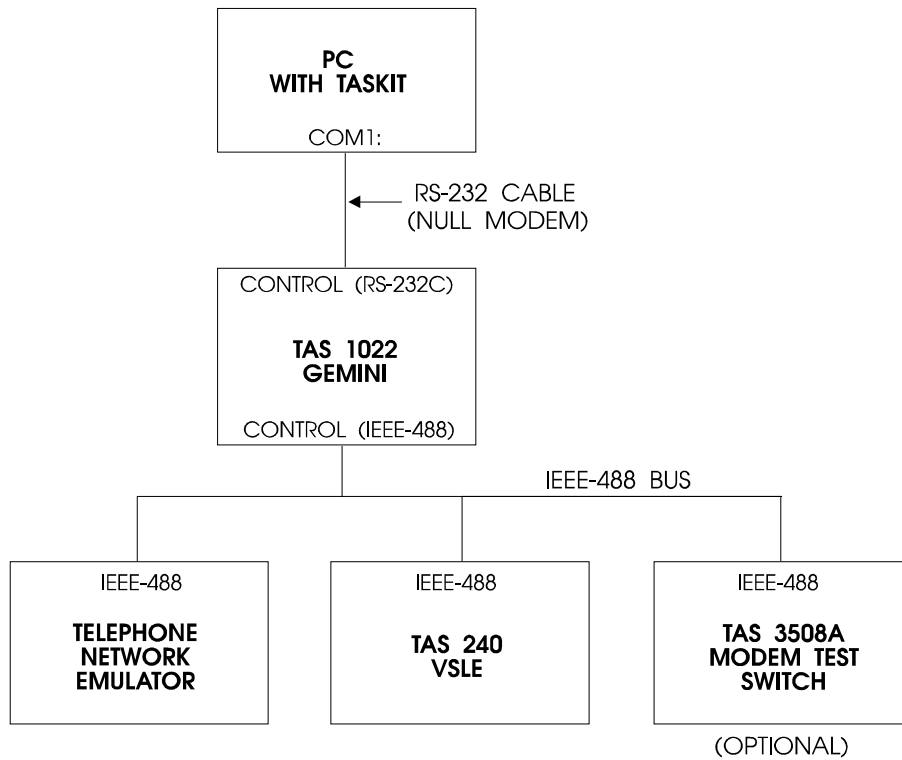 PC
WITH TASKIT
COM1:
RS-232 CABLE
(NULL MODEM)
CONTROL (RS-232C)
TAS 1022
GEMINI
CONTROL (IEEE-488)
IEEE-488 BUS
IEEE-488
TELEPHONE
NETWORK
EMULATOR
IEEE-488
TAS 240
VSLE
IEEE-488
TAS 3508A
MODEM TEST
SWITCH
(OPTIONAL)